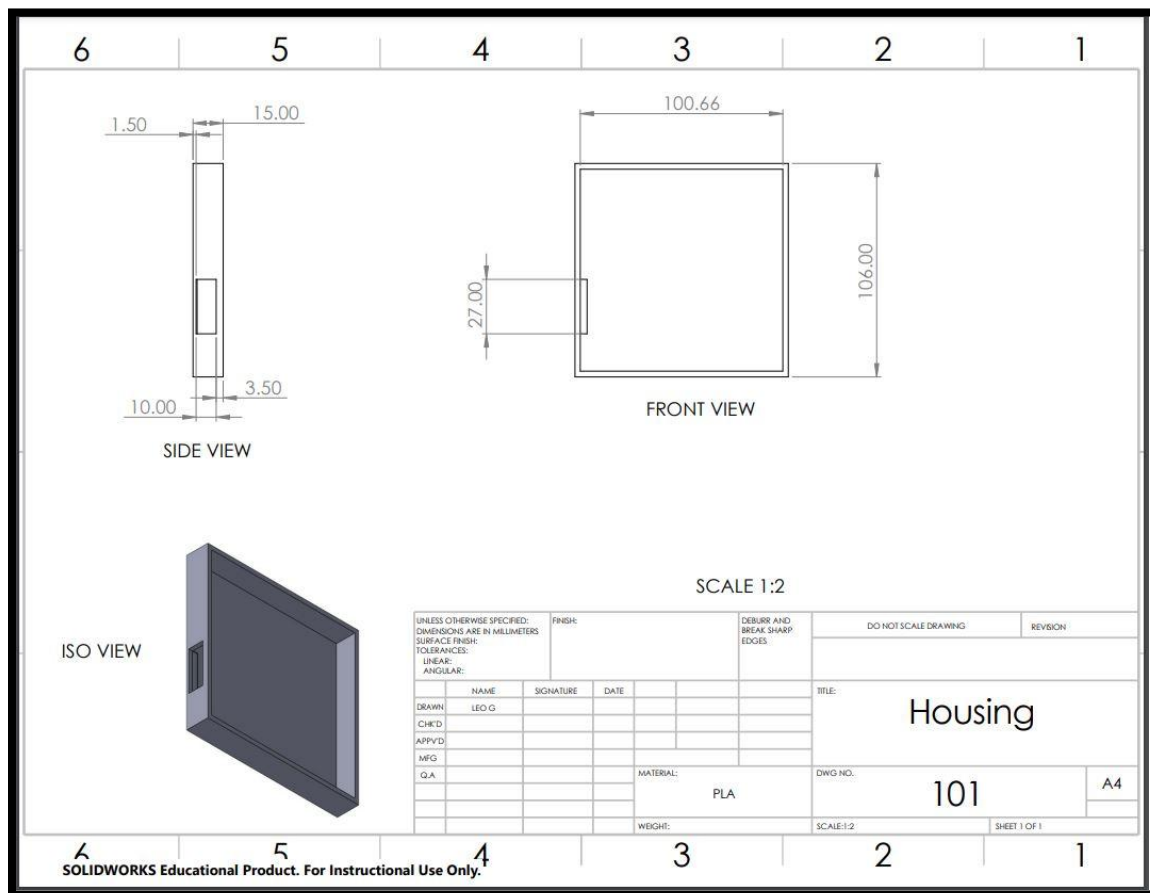 6 5 4 3 2 1
15.00
1.50
100.66
27.00
106.00
3.50
10.00
SIDE VIEW
FRONT VIEW
ISO VIEW
SCALE 1:2
UNLESS OTHERWISE SPECIFIED:
DIMENSIONS ARE IN MILLIMETERS
SURFACE FINISH:
TOLERANCES:
LINEAR:
ANGULAR:
FINISH:
DEBURR AND
BREAK SHARP
EDGES
DO NOT SCALE DRAWING
REVISION
NAME SIGNATURE DATE
DRAWN LEO G
CHK'D
APPV'D
MFG
Q.A
MATERIAL:
PLA
WEIGHT:
TITLE:
Housing
DWG NO.
101
A4
SCALE:1:2
SHEET 1 OF 1
6 5 4 3 2 1
SOLIDWORKS Educational Product. For Instructional Use Only.